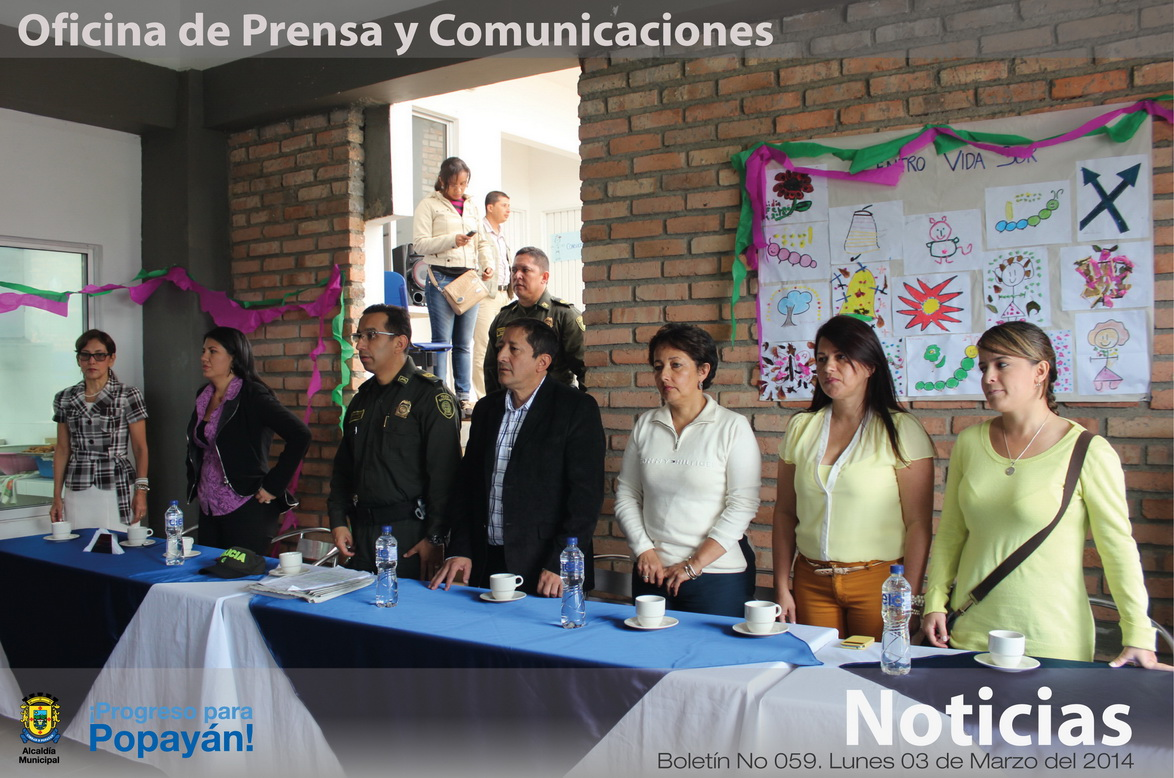 Oficina de Prensa y Comunicaciones
VIDA SUR
¡Progreso para
Popayán!
Alcaldía
Municipal
Noticias
Boletín No 059. Lunes 03 de Marzo del 2014